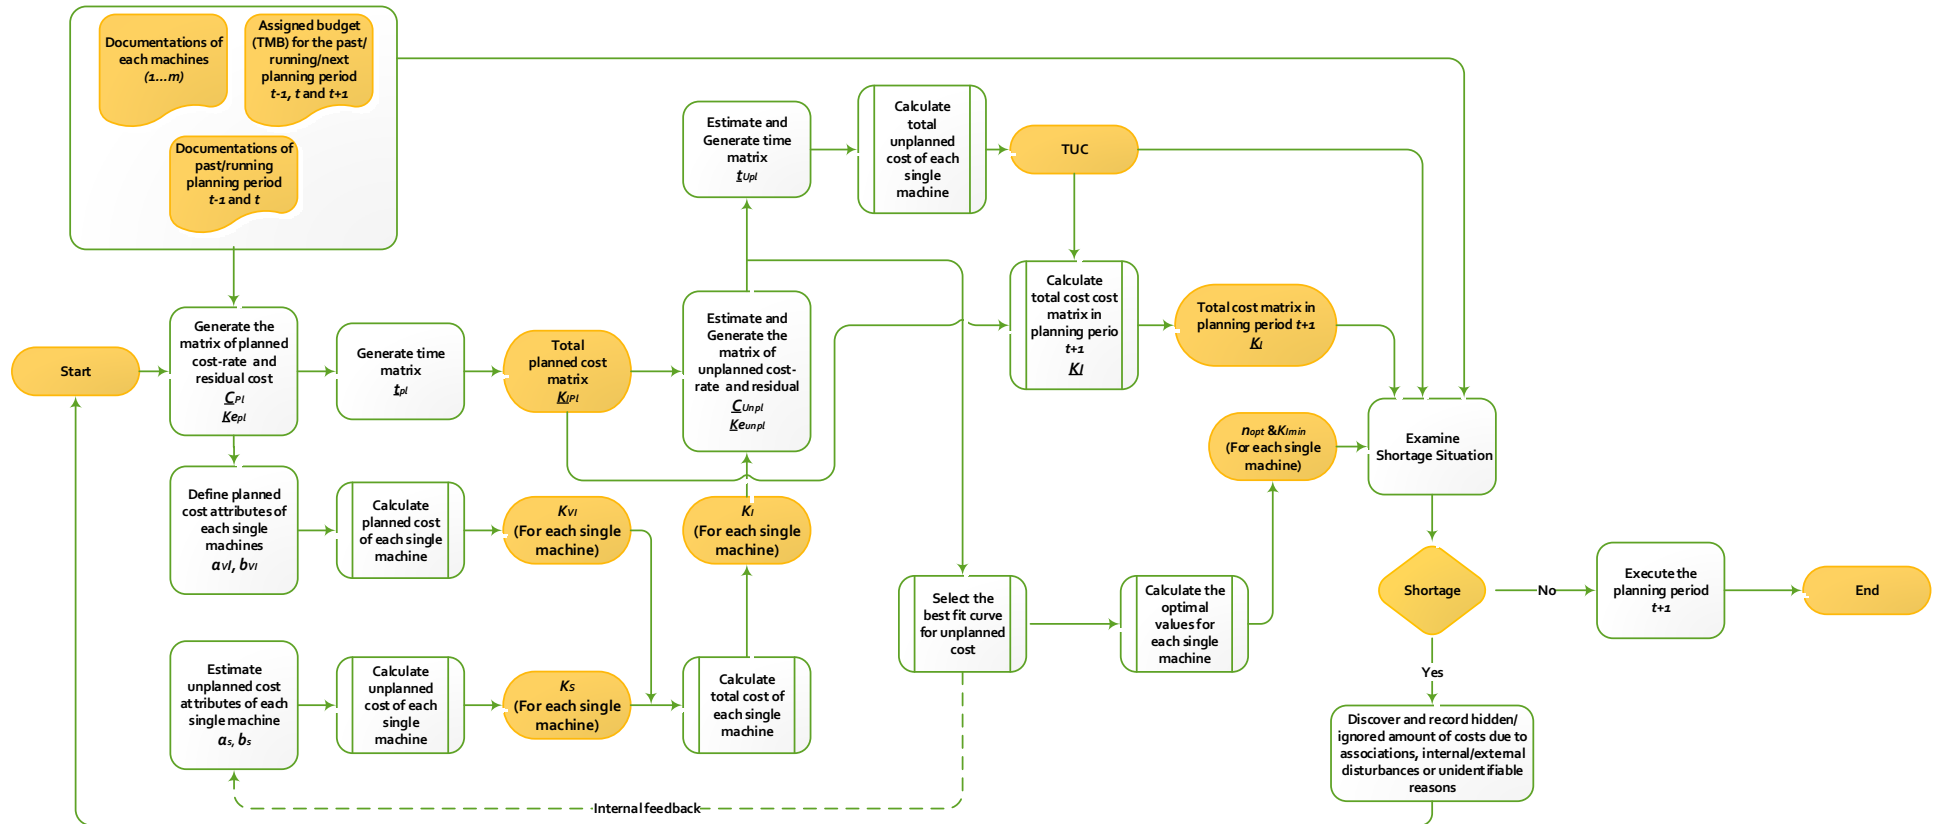 Documentations of
each machines
(1...m)
Assigned budget
(TMB) for the past/
running/next
planning period
t-1, t and t+1
Documentations of
past/running
planning period
t-1 and t
Start
Generate the
matrix of planned
cost-rate and
residual cost
CPl
Kepl
Generate time
matrix
tpl
Total
planned cost
matrix
KIPl
Estimate and
Generate the
matrix of
unplanned cost-
rate and residual
CUnpl
Keunpl
Estimate and
Generate time
matrix
tUpl
Calculate
total
unplanned
cost of each
single
machine
TUC
Calculate
total cost cost
matrix in
planning perio
t+1
KI
Total cost matrix in
planning period t+1
KI
nopt &KImin
(For each single
machine)
Examine
Shortage Situation
Define planned
cost attributes of
each single
machines
avI, bVI
Calculate
planned cost
of each single
machine
KVI
(For each single
machine)
KI
(For each single
machine)
Estimate
unplanned cost
attributes of each
single machine
as, bs
Calculate
unplanned
cost of each
single
machine
KS
(For each single
machine)
Calculate
total cost of
each single
machine
Select the
best fit curve
for unplanned
cost
Calculate the
optimal
values for
each single
machine
Shortage
No
Execute the
planning period
t+1
End
Yes
Discover and record hidden/
ignored amount of costs due to
associations, internal/external
disturbances or unidentifiable
reasons
Internal feedback